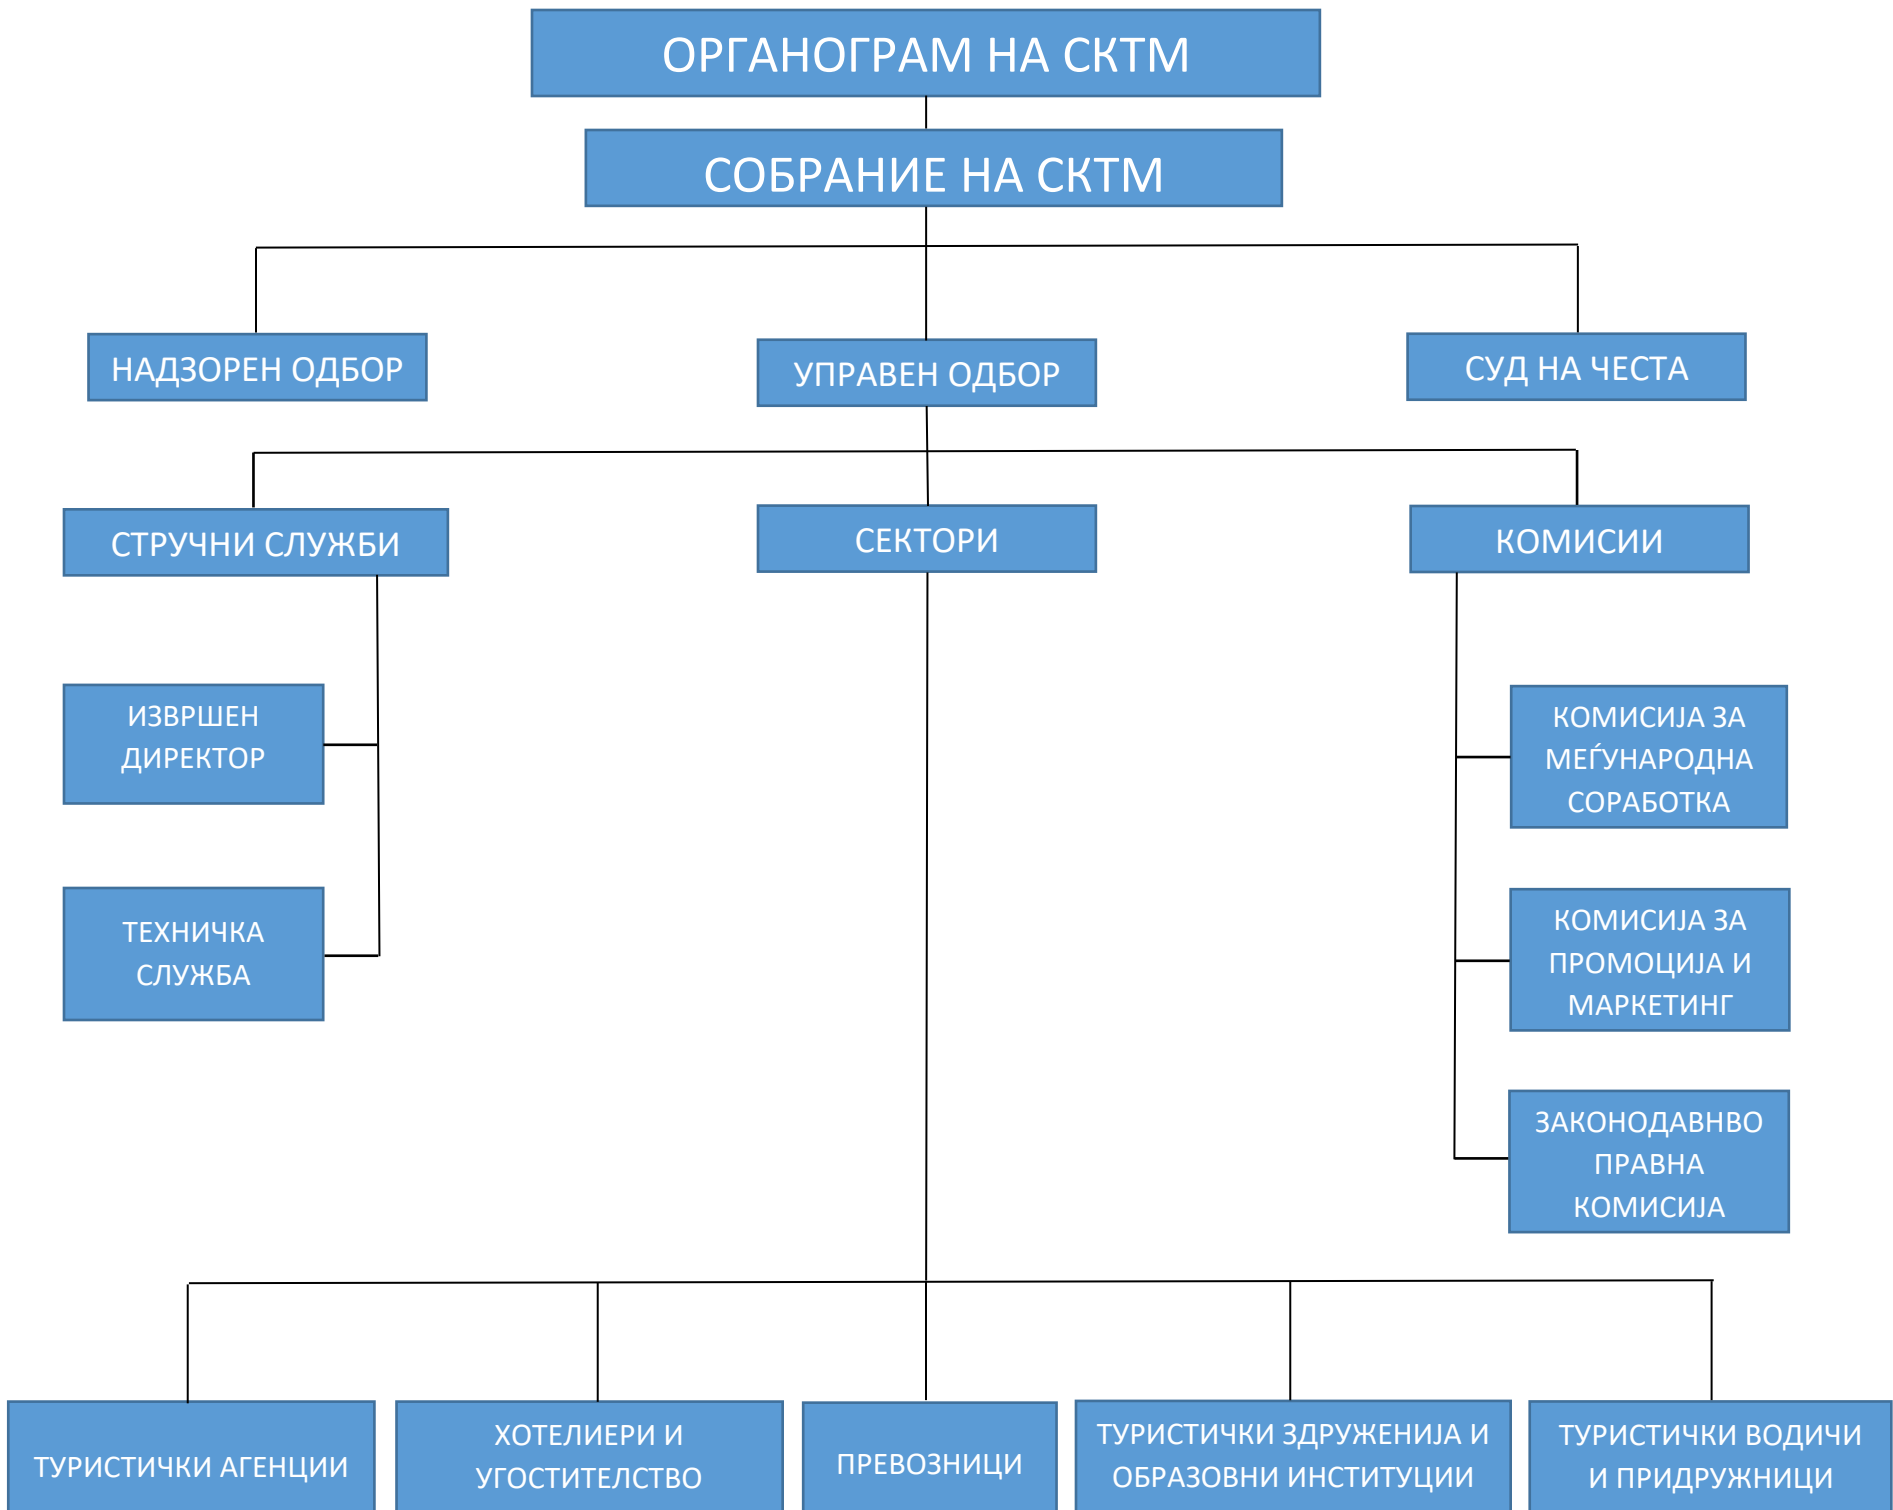 ОРГАНОГРАМ НА СКТМ
СОБРАНИЕ НА СКТМ
НАДЗОРЕН ОДБОР
УПРАВЕН ОДБОР
СУД НА ЧЕСТА
СТРУЧНИ СЛУЖБИ
СЕКТОРИ
КОМИСИИ
ИЗВРШЕН
ДИРЕКТОР
КОМИСИЈА ЗА
МЕЃУНАРОДНА
СОРАБОТКА
ТЕХНИЧКА
СЛУЖБА
КОМИСИЈА ЗА
ПРОМОЦИЈА И
МАРКЕТИНГ
ЗАКОНОДАВНВО
ПРАВНА
КОМИСИЈА
ТУРИСТИЧКИ АГЕНЦИИ
ХОТЕЛИЕРИ И
УГОСТИТЕЛСТВО
ПРЕВОЗНИЦИ
ТУРИСТИЧКИ ЗДРУЖЕНИЈА И
ОБРАЗОВНИ ИНСТИТУЦИИ
ТУРИСТИЧКИ ВОДИЧИ
И ПРИДРУЖНИЦИ